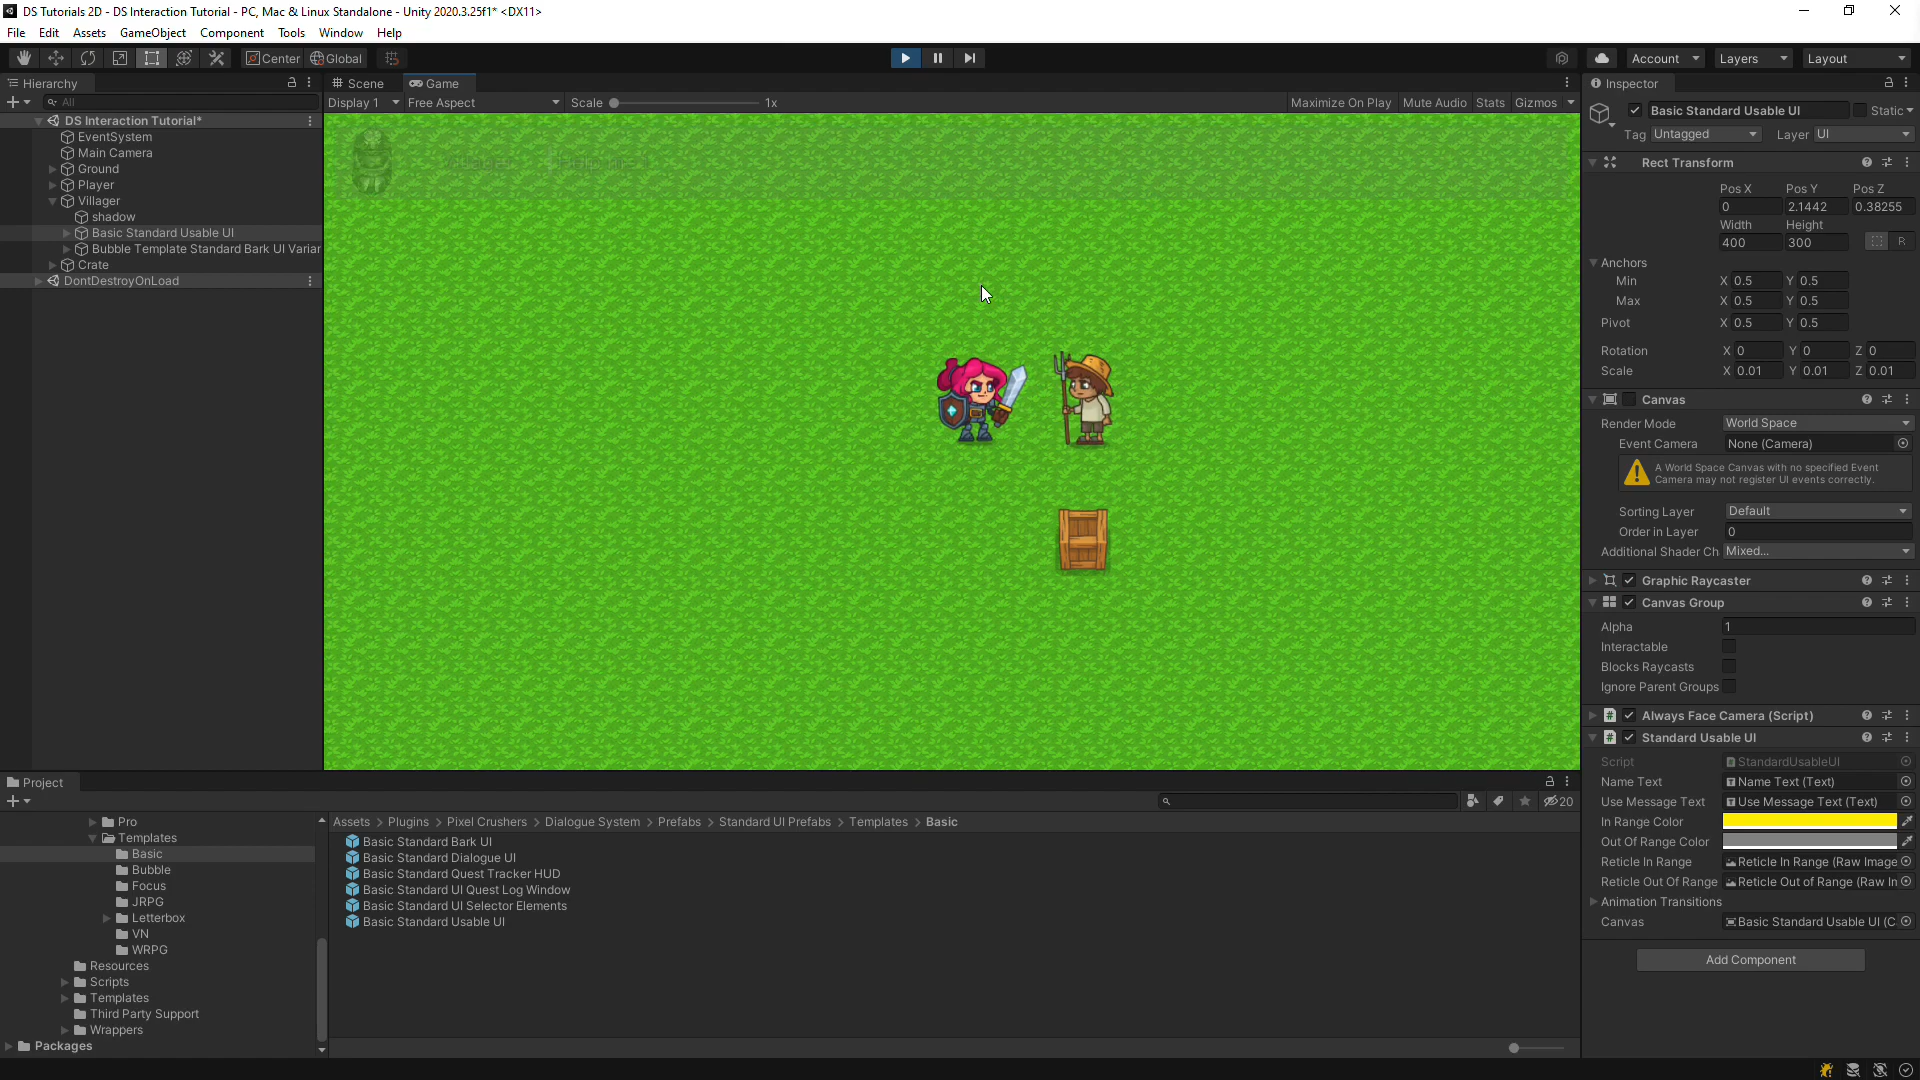 DS Tutorials 2D - DS Interaction Tutorial - PC, Mac & Linux Standalone - Unity 2020.3.25f1* <DX11>
File Edit Assets GameObject Component Tools Window Help
Center Global Account Layers Layout
Hierarchy
All
DS Interaction Tutorial*
EventSystem
Main Camera
Ground
Player
Villager
shadow
Basic Standard Usable UI
Bubble Template Standard Bark UI Varian
Crate
DontDestroyOnLoad
Scene Game
Display 1 Free Aspect Scale 1x Maximize On Play Mute Audio Stats Gizmos
Inspector
Basic Standard Usable UI Static
Tag Untagged Layer UI
Rect Transform
Pos X Pos Y Pos Z
0 2.1442 0.38255
Width Height
400 300 R
Anchors
Min X 0.5 Y 0.5
Max X 0.5 Y 0.5
Pivot X 0.5 Y 0.5
Rotation X 0 Y 0 Z 0
Scale X 0.01 Y 0.01 Z 0.01
Canvas
Render Mode World Space
Event Camera None (Camera)
A World Space Canvas with no specified Event
Camera may not register UI events correctly.
Sorting Layer Default
Order in Layer 0
Additional Shader Ch Mixed...
Graphic Raycaster
Canvas Group
Alpha 1
Interactable
Blocks Raycasts
Ignore Parent Groups
Always Face Camera (Script)
Standard Usable UI
Script StandardUsableUI
Name Text Name Text (Text)
Use Message Text Use Message Text (Text)
In Range Color
Out Of Range Color
Reticle In Range Reticle In Range (Raw Image
Reticle Out Of Range Reticle Out of Range (Raw In
Animation Transitions
Canvas Basic Standard Usable UI (C
Add Component
Project
20
Pro
Templates
Basic
Bubble
Focus
JRPG
Letterbox
VN
WRPG
Resources
Scripts
Templates
Third Party Support
Wrappers
Packages
Assets > Plugins > Pixel Crushers > Dialogue System > Prefabs > Standard UI Prefabs > Templates > Basic
Basic Standard Bark UI
Basic Standard Dialogue UI
Basic Standard Quest Tracker HUD
Basic Standard UI Quest Log Window
Basic Standard UI Selector Elements
Basic Standard Usable UI